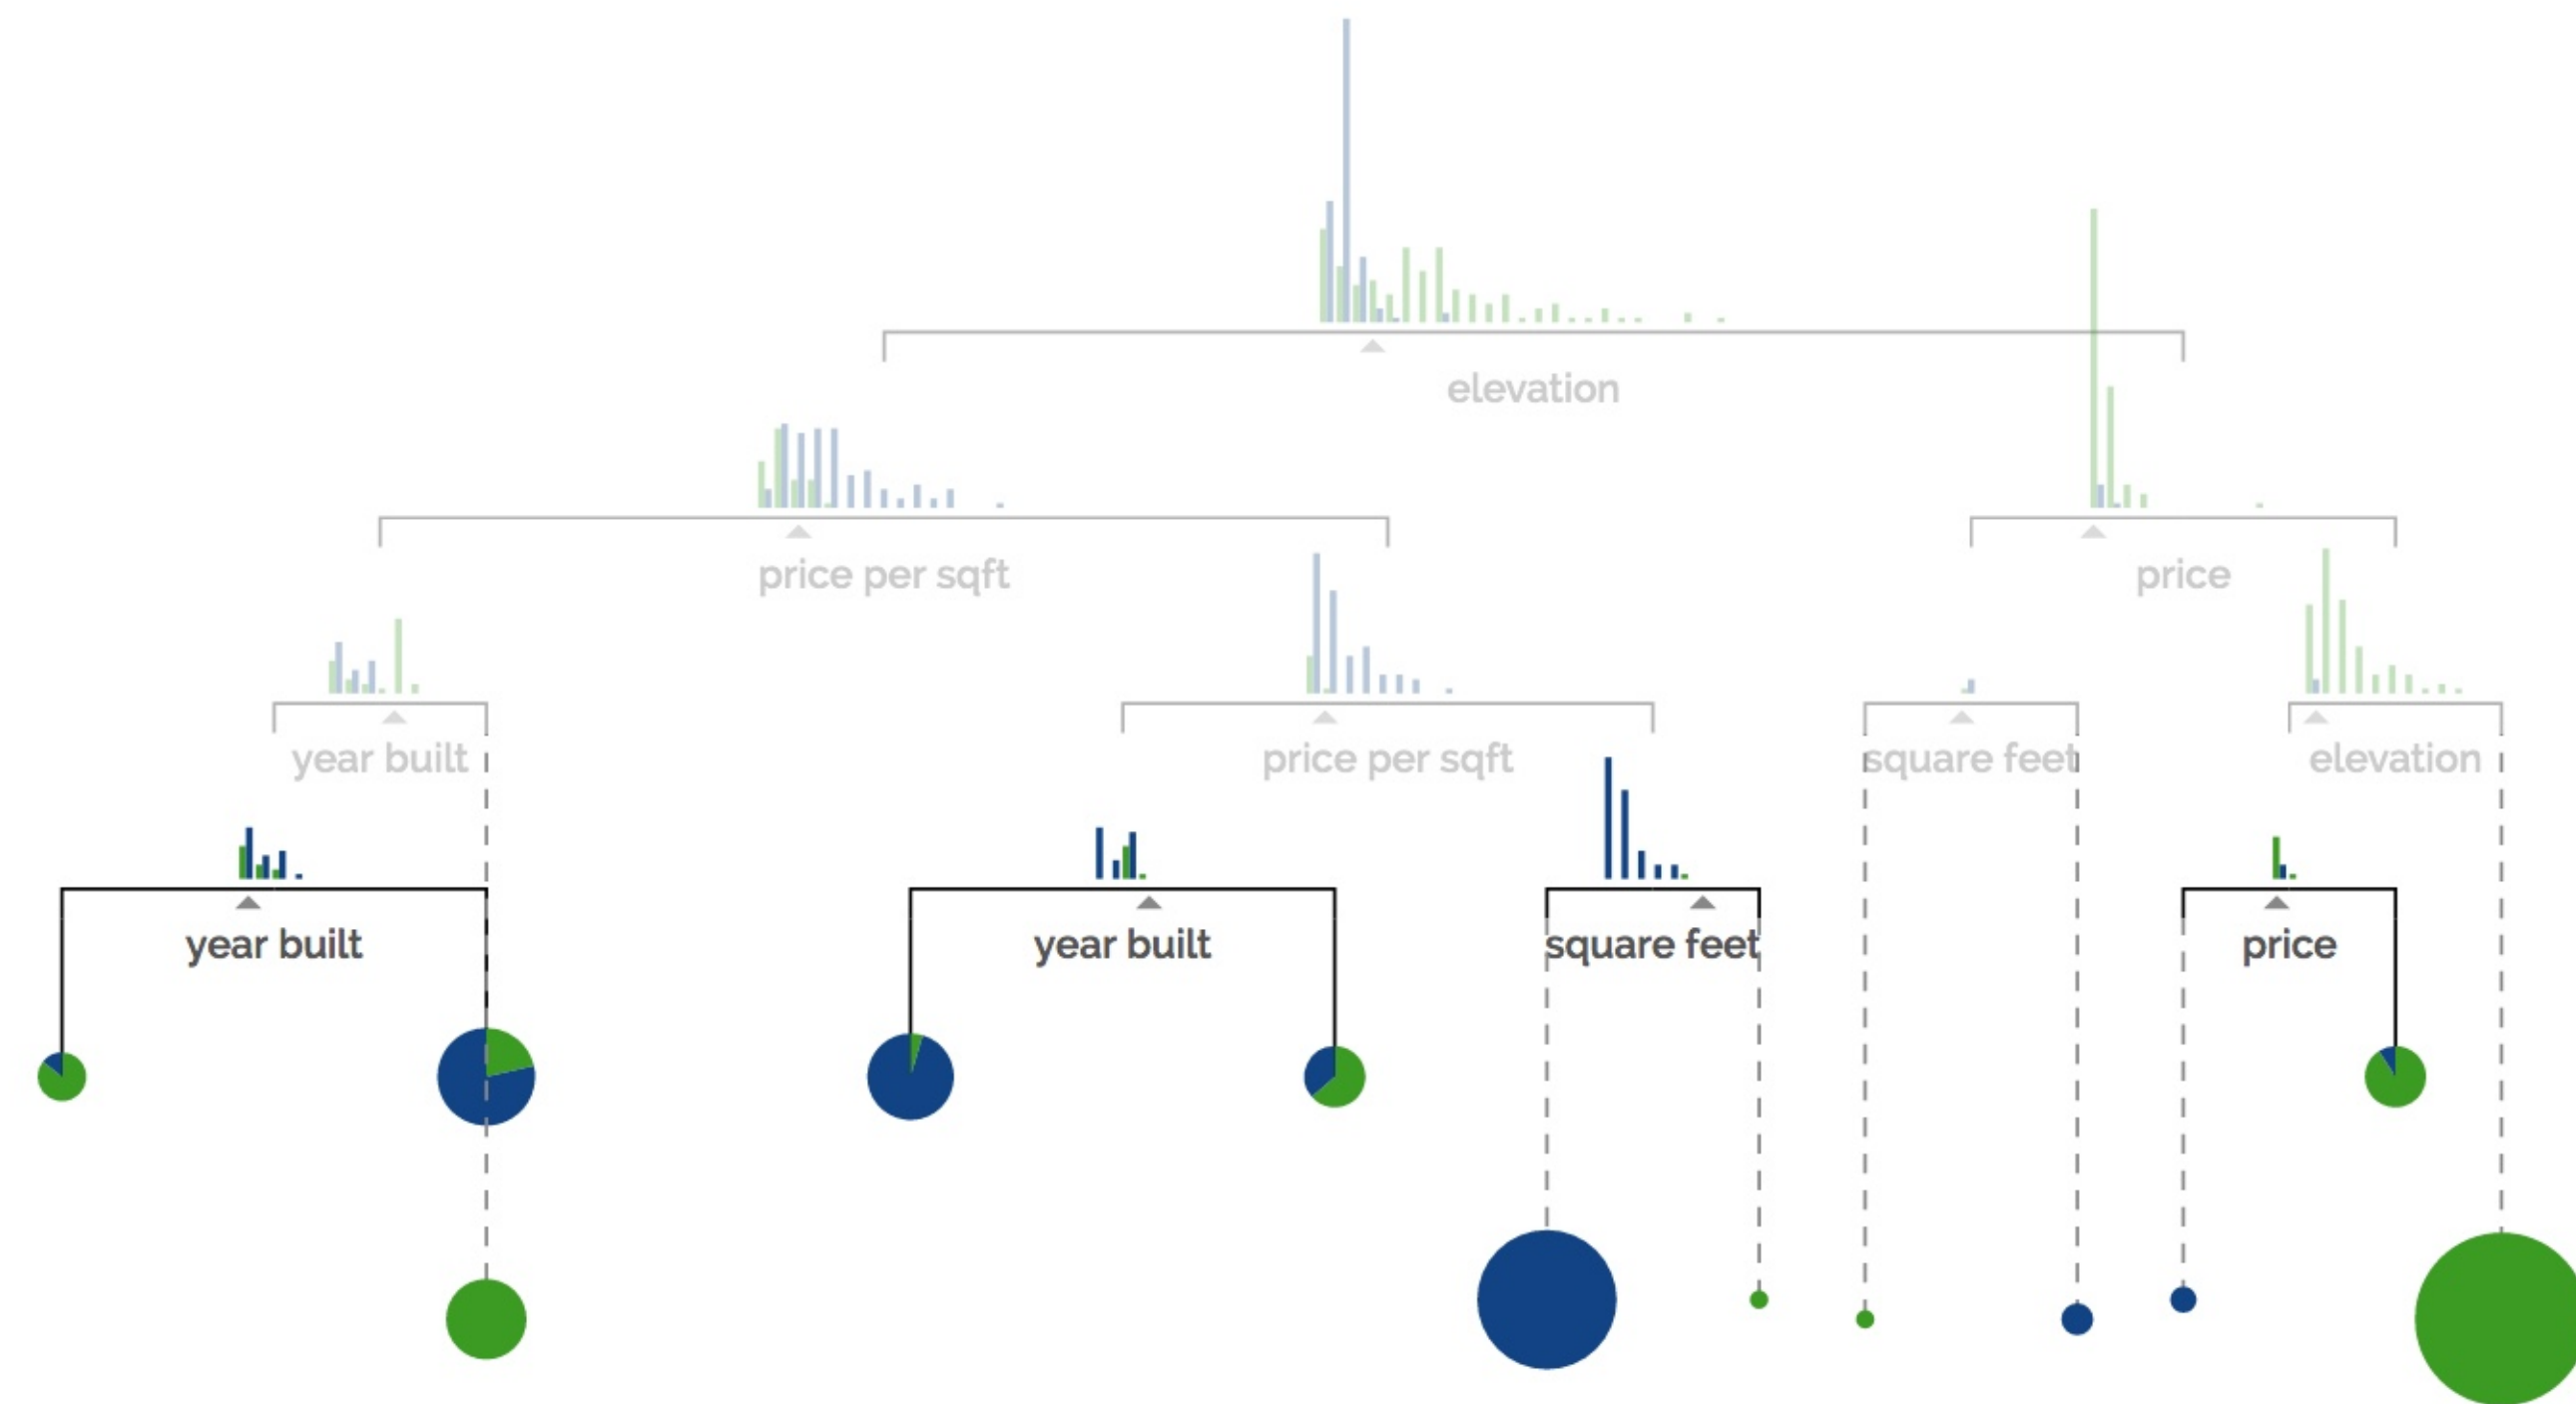 elevation
price per sqft
price
year built
price per sqft
square feet
elevation
year built
year built
square feet
price